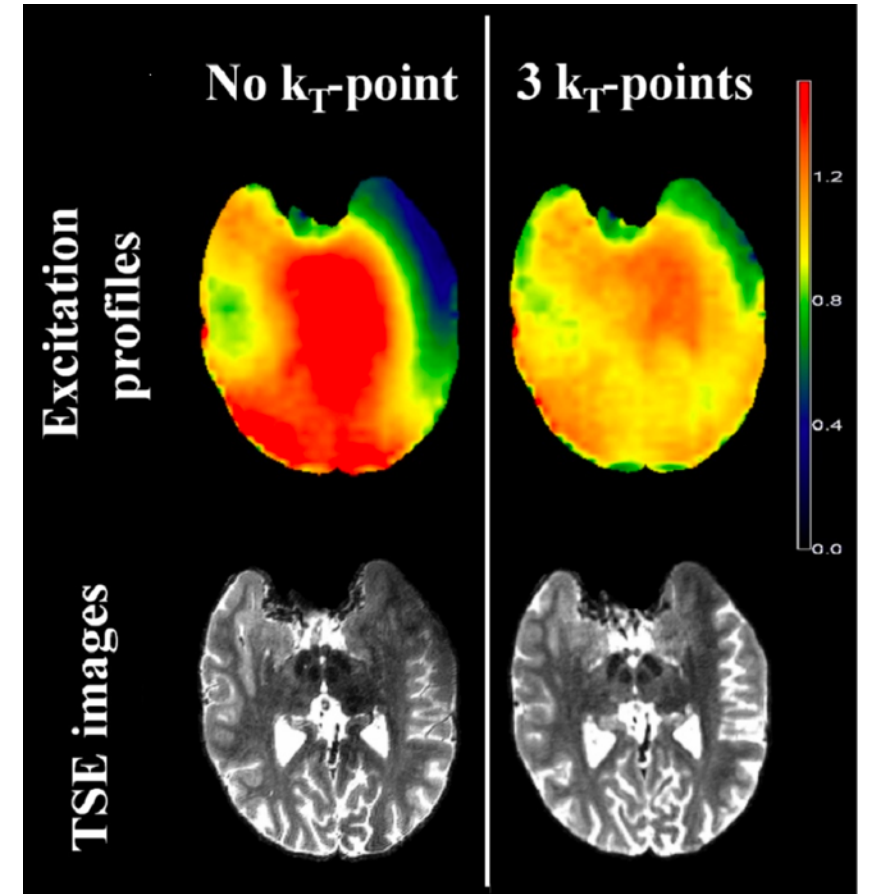 No kT-point
3 kT-points
Excitation
profiles
1.2
0.8
0.4
0.0
TSE images